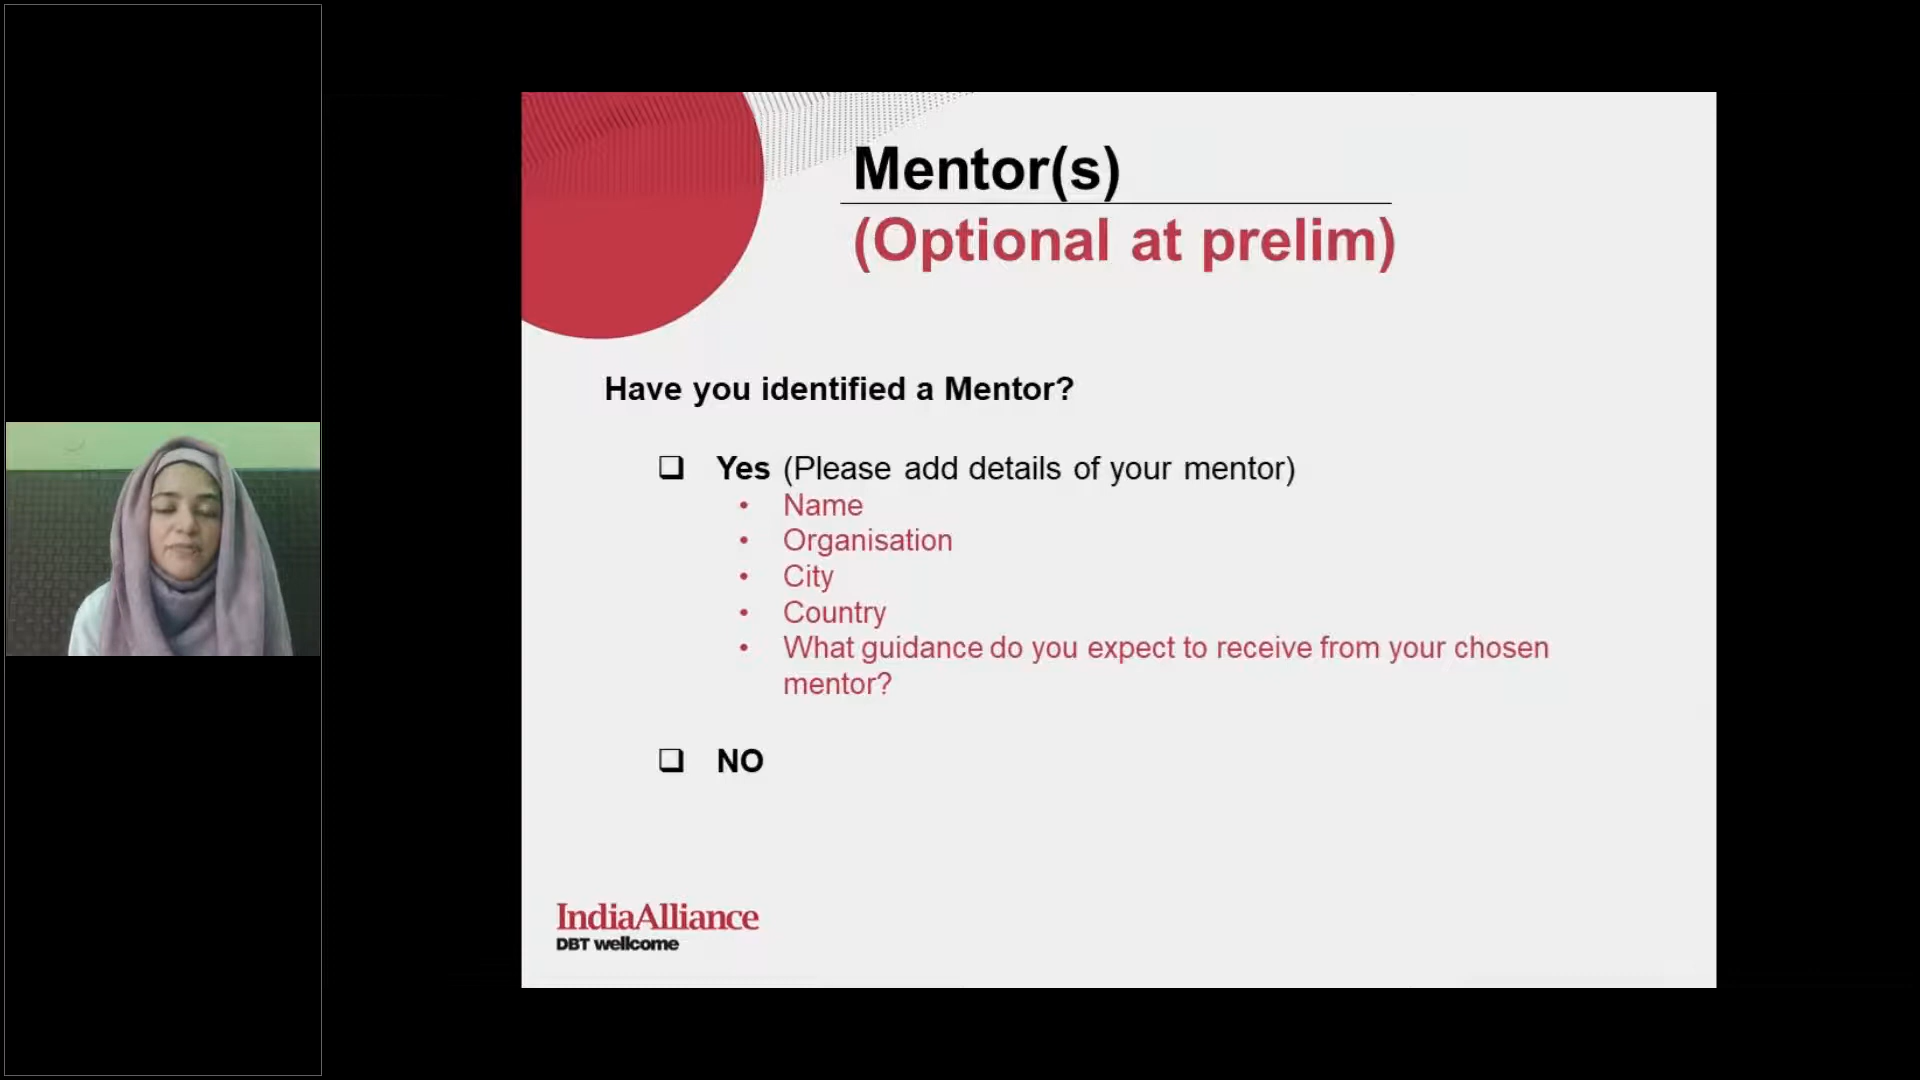 Mentor(s)
(Optional at prelim)
Have you identified a Mentor?
❑ Yes (Please add details of your mentor)
• Name
• Organisation
• City
• Country
• What guidance do you expect to receive from your chosen
mentor?
❑ NO
IndiaAlliance
DBT wellcome